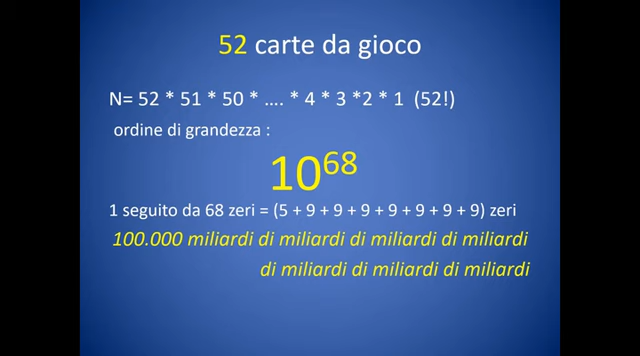 52 carte da gioco
N= 52 * 51 * 50 * .... * 4 * 3 *2 * 1 (52!)
ordine di grandezza :
10⁶⁸
1 seguito da 68 zeri = (5 + 9 + 9 + 9 + 9 + 9 + 9 + 9) zeri
100.000 miliardi di miliardi di miliardi di miliardi
di miliardi di miliardi di miliardi